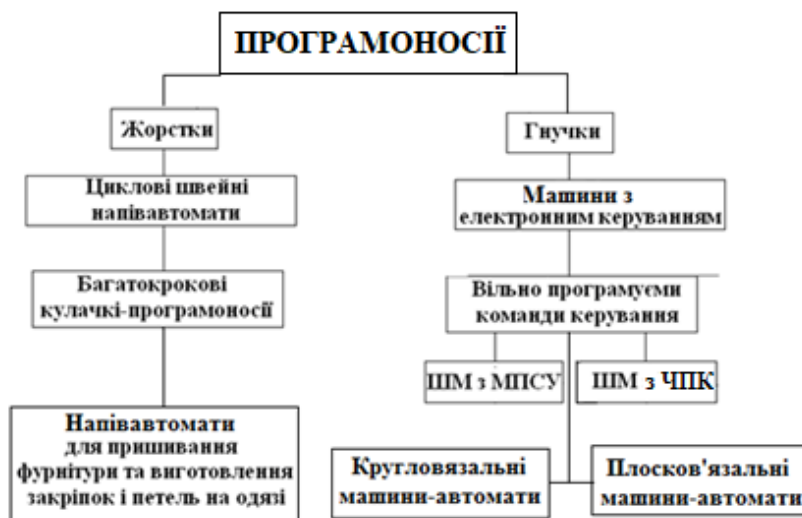 ПРОГРАМОНОСІЇ
Жорстки
Циклові швейні
напівавтомати
Багатокрокові
кулачкі-програмоносії
Напівавтомати
для пришивання
фурнітури та виготовлення
закріпок і петель на одязі
Гнучки
Машини з
електронним керуванням
Вільно програмуєми
команди керування
ШМ з МПСУ
ШМ з ЧПК
Кругловязальні
машини-автомати
Плосков'язальні
машини-автомати